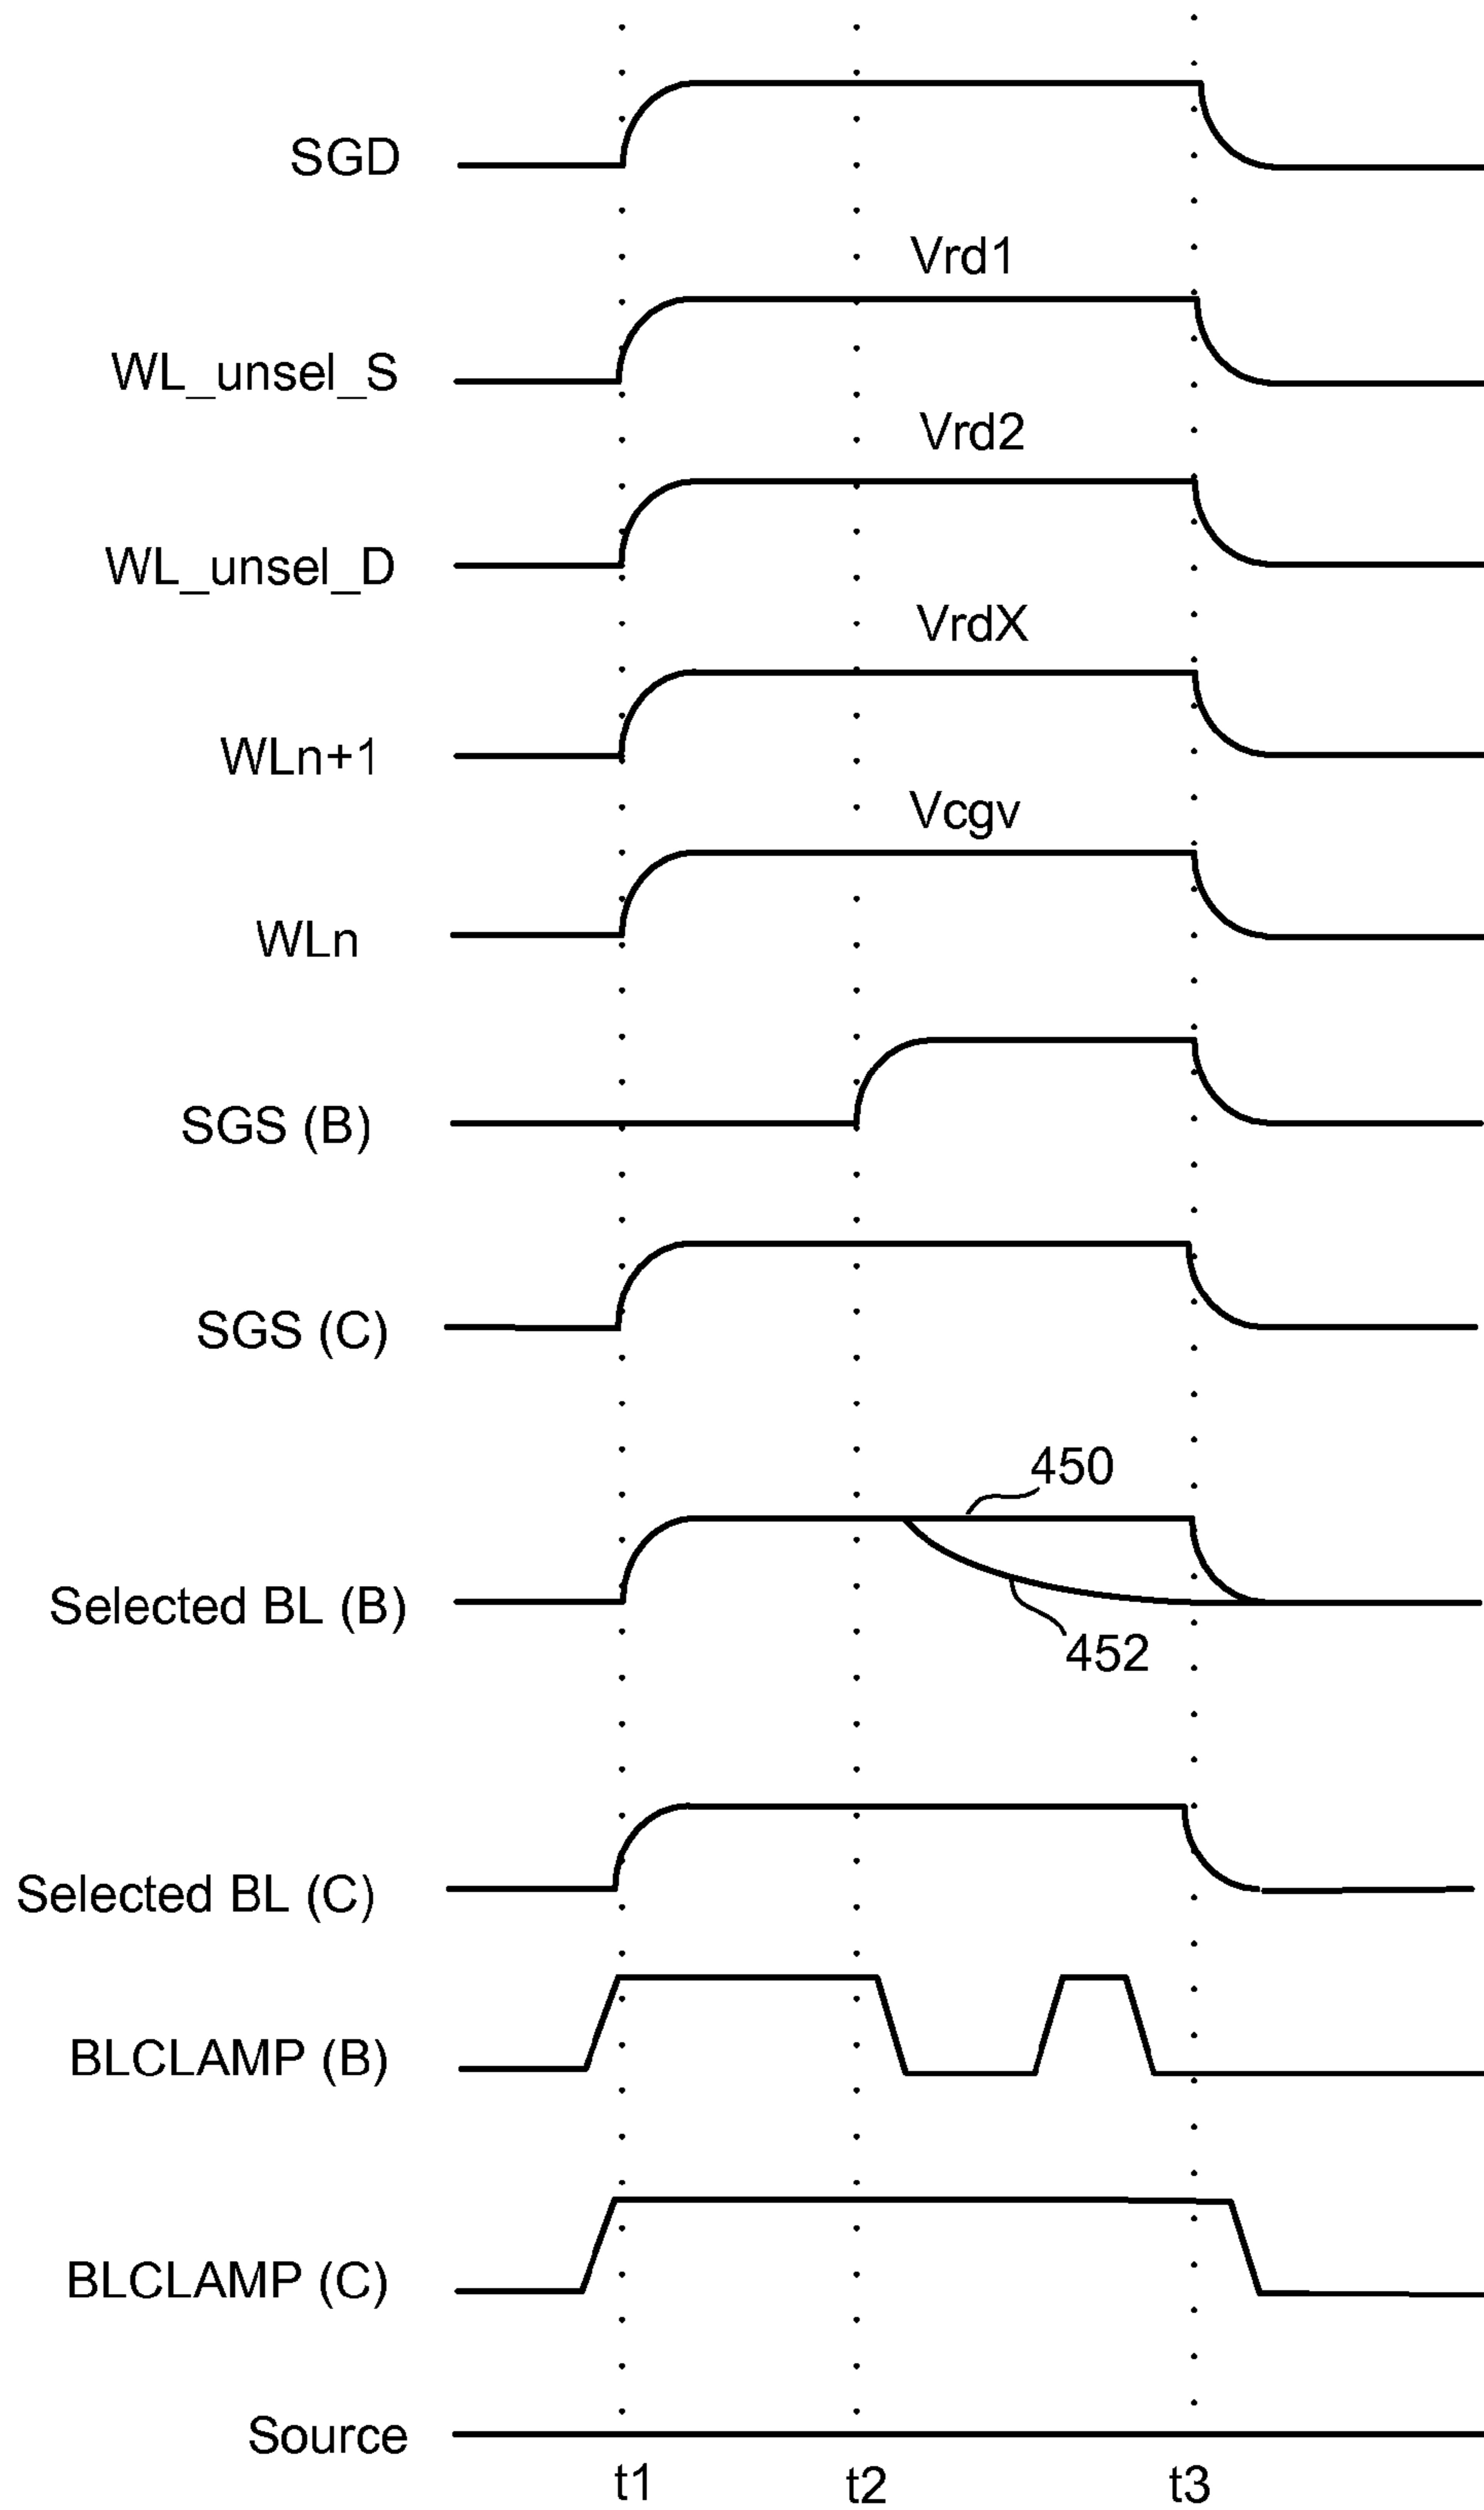 SGD
Vrd1
WL_unsel_S
Vrd2
WL_unsel_D
VrdX
WLn+1
Vcgv
WLn
SGS (B)
SGS (C)
450
Selected BL (B)
452
Selected BL (C)
BLCLAMP (B)
BLCLAMP (C)
Source
t1 t2 t3